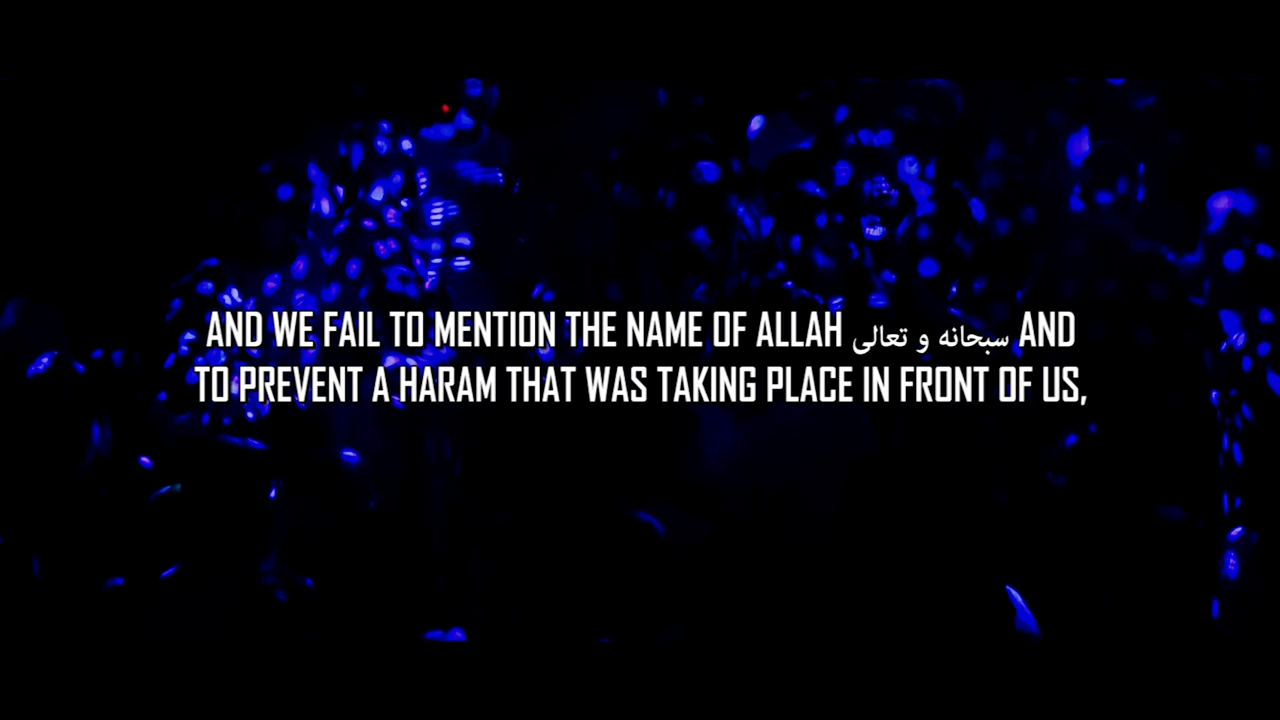 AND WE FAIL TO MENTION THE NAME OF ALLAH سبحانه و تعالى AND
TO PREVENT A HARAM THAT WAS TAKING PLACE IN FRONT OF US,